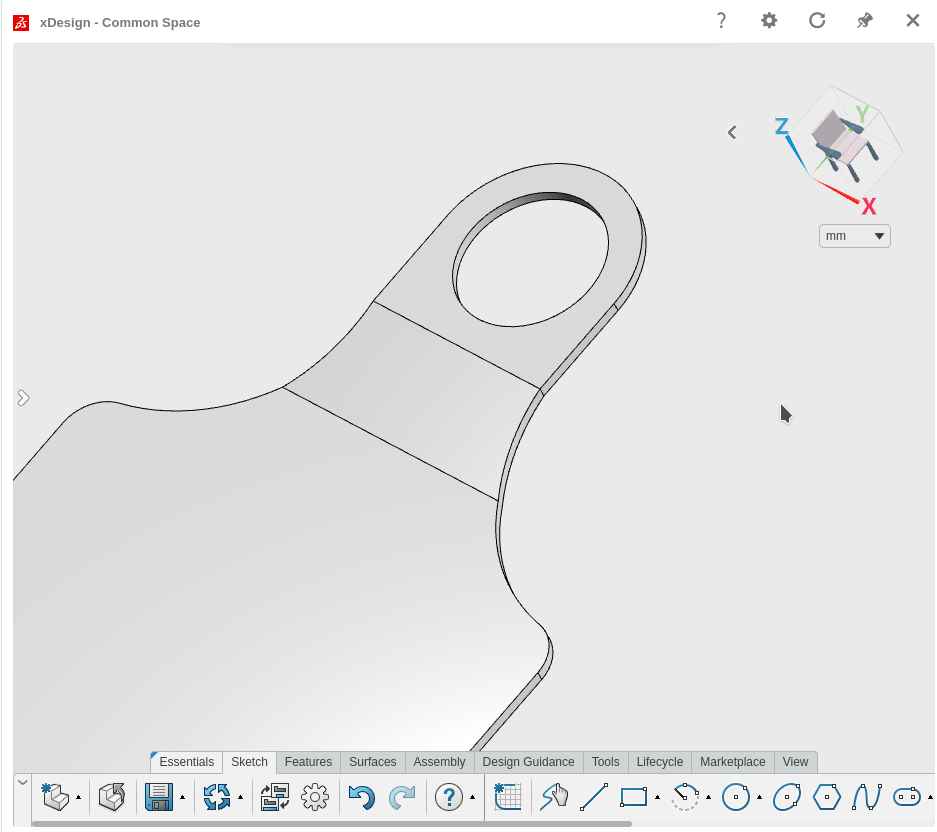 xDesign - Common Space ?
Y
Z
X
mm
Essentials Sketch Features Surfaces Assembly Design Guidance Tools Lifecycle Marketplace View
?